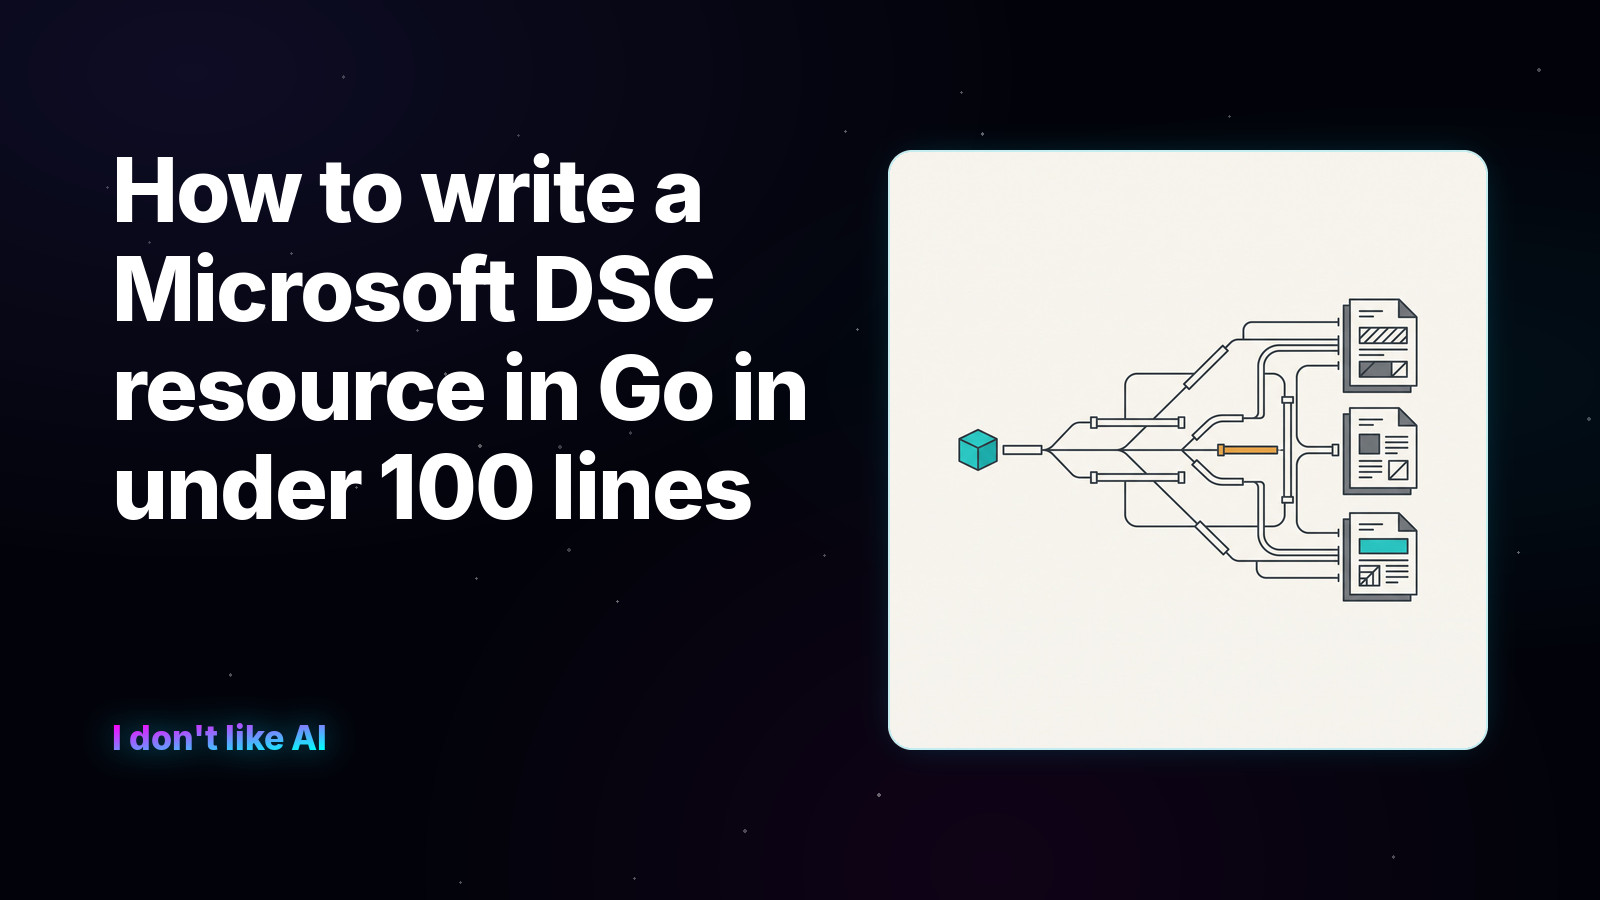 How to write a
Microsoft DSC
resource in Go in
under 100 lines
I don't like AI